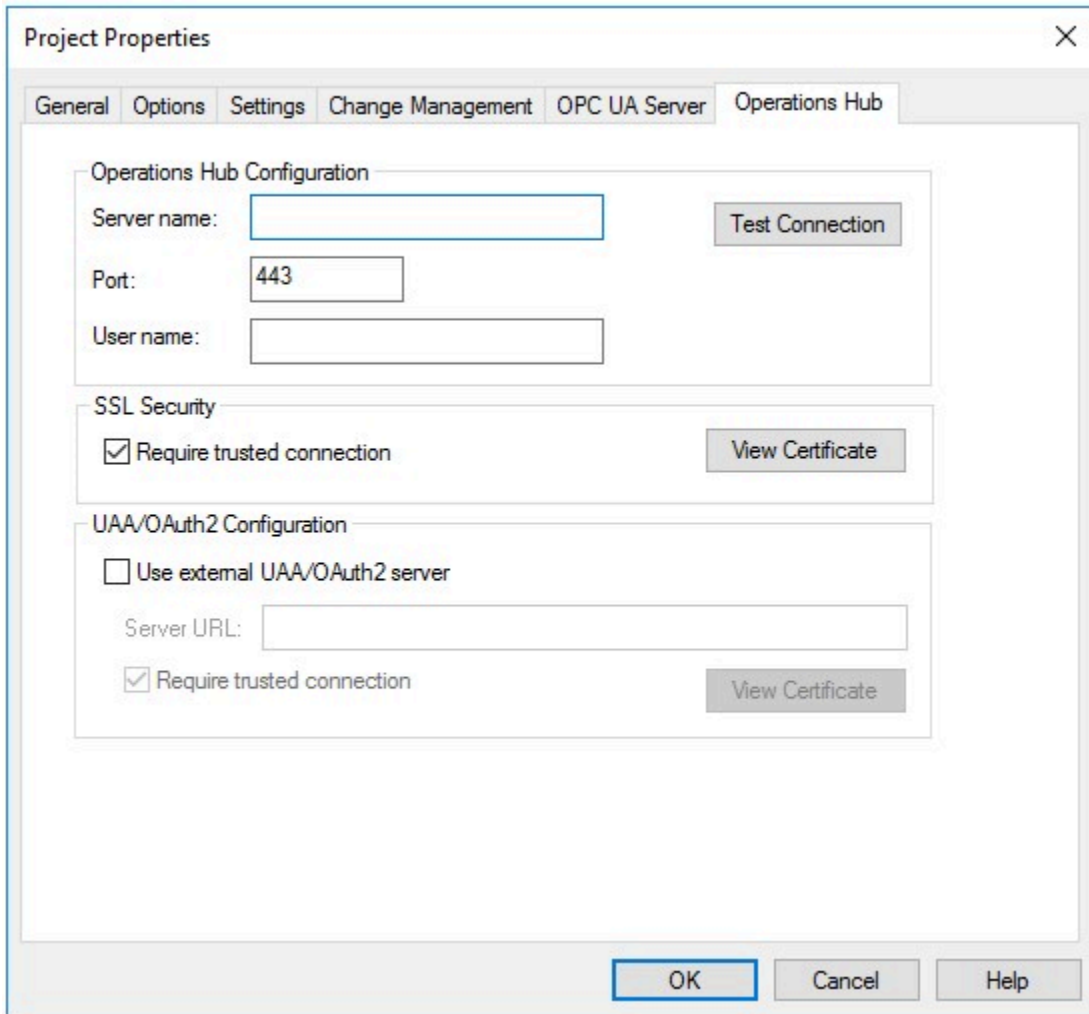 Project Properties
General Options Settings Change Management OPC UA Server Operations Hub
Operations Hub Configuration
Server name:
Test Connection
Port: 443
User name:
SSL Security
Require trusted connection
View Certificate
UAA/OAuth2 Configuration
Use external UAA/OAuth2 server
Server URL:
Require trusted connection
View Certificate
OK Cancel Help